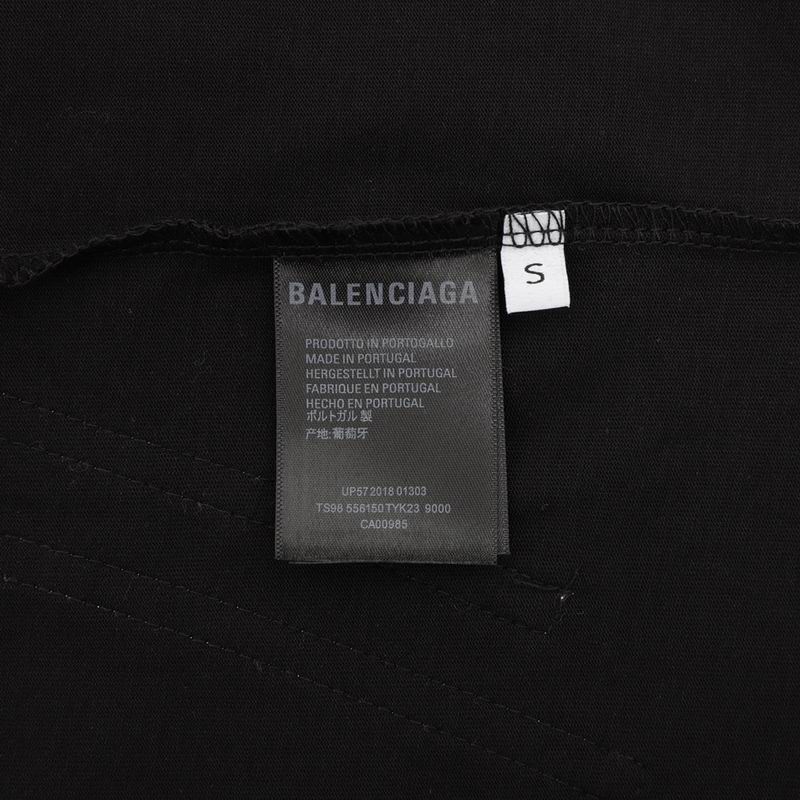 BALENCIAGA
S
PRODOTTO IN PORTOGALLO
MADE IN PORTUGAL
HERGESTELLT IN PORTUGAL
FABRIQUE EN PORTUGAL
HECHO EN PORTUGAL
ポルトガル 製
产地:葡萄牙
UP57 2018 01303
TS98 556150 TYK23 9000
CA00985